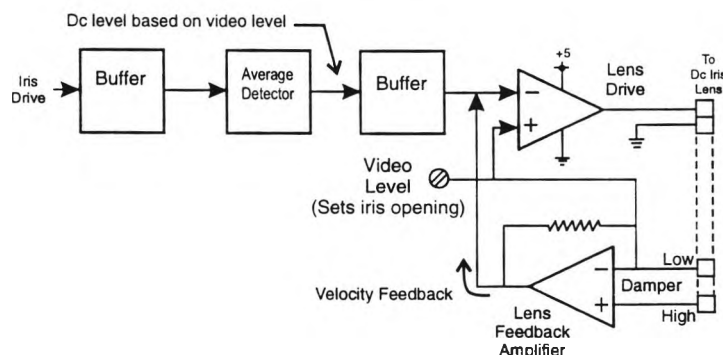 Dc level based on video level
Iris
Drive
Buffer
Average
Detector
Buffer
+5
−
+
Lens
Drive
To
Dc Iris
Lens
Video
Level
(Sets iris opening)
Velocity Feedback
Lens
Feedback
Amplifier
−
+
Low
Damper
High